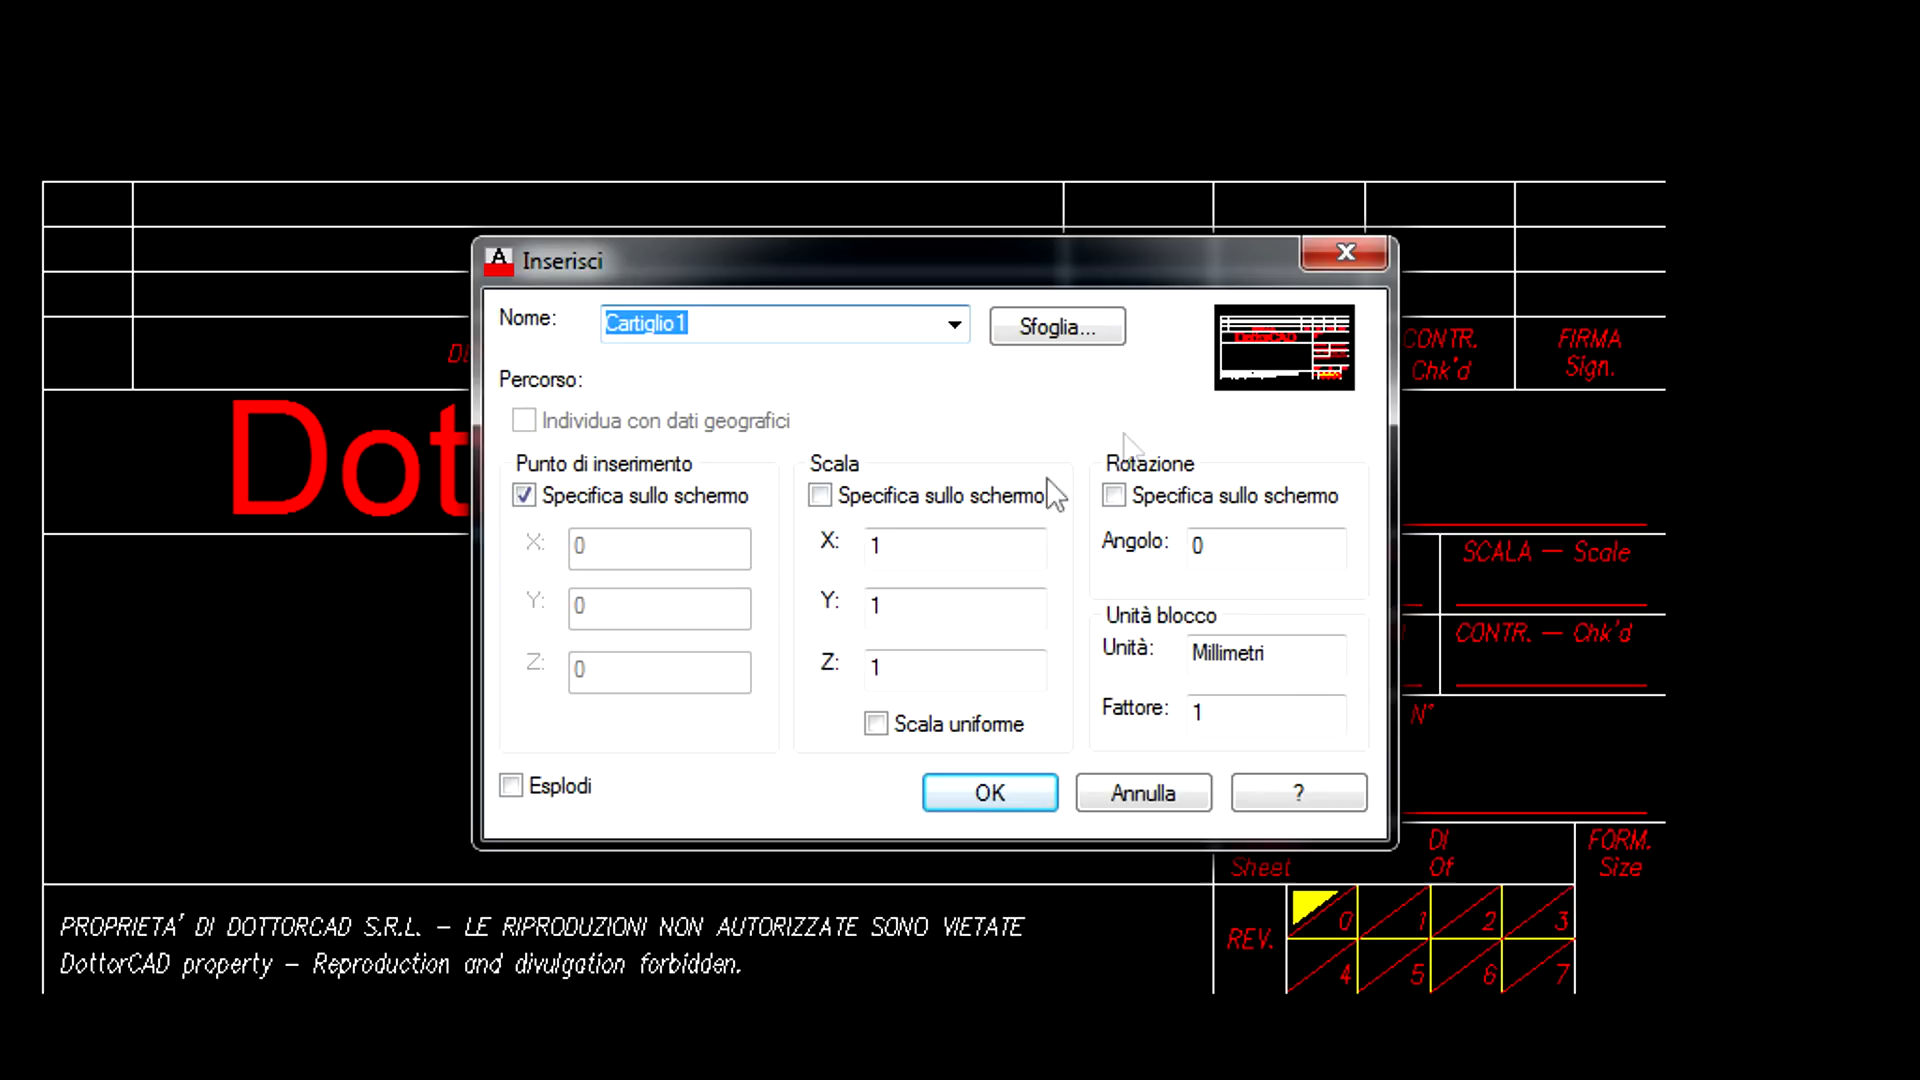 Inserisci
Nome: Cartiglio1 Sfoglia...
DottorCAD
Percorso:
Individua con dati geografici
Punto di inserimento
Specifica sullo schermo
X: 0
Y: 0
Z: 0
Scala
Specifica sullo schermo
X: 1
Y: 1
Z: 1
Scala uniforme
Rotazione
Specifica sullo schermo
Angolo: 0
Unità blocco
Unità: Millimetri
Fattore: 1
Esplodi
OK Annulla ?
CONTR.
Chk'd
FIRMA
Sign.
Dot
SCALA – Scale
CONTR. – Chk'd
N°
Sheet
DI
Of
FORM.
Size
REV.
0 1 2 3
4 5 6 7
PROPRIETA' DI DOTTORCAD S.R.L. – LE RIPRODUZIONI NON AUTORIZZATE SONO VIETATE
DottorCAD property – Reproduction and divulgation forbidden.